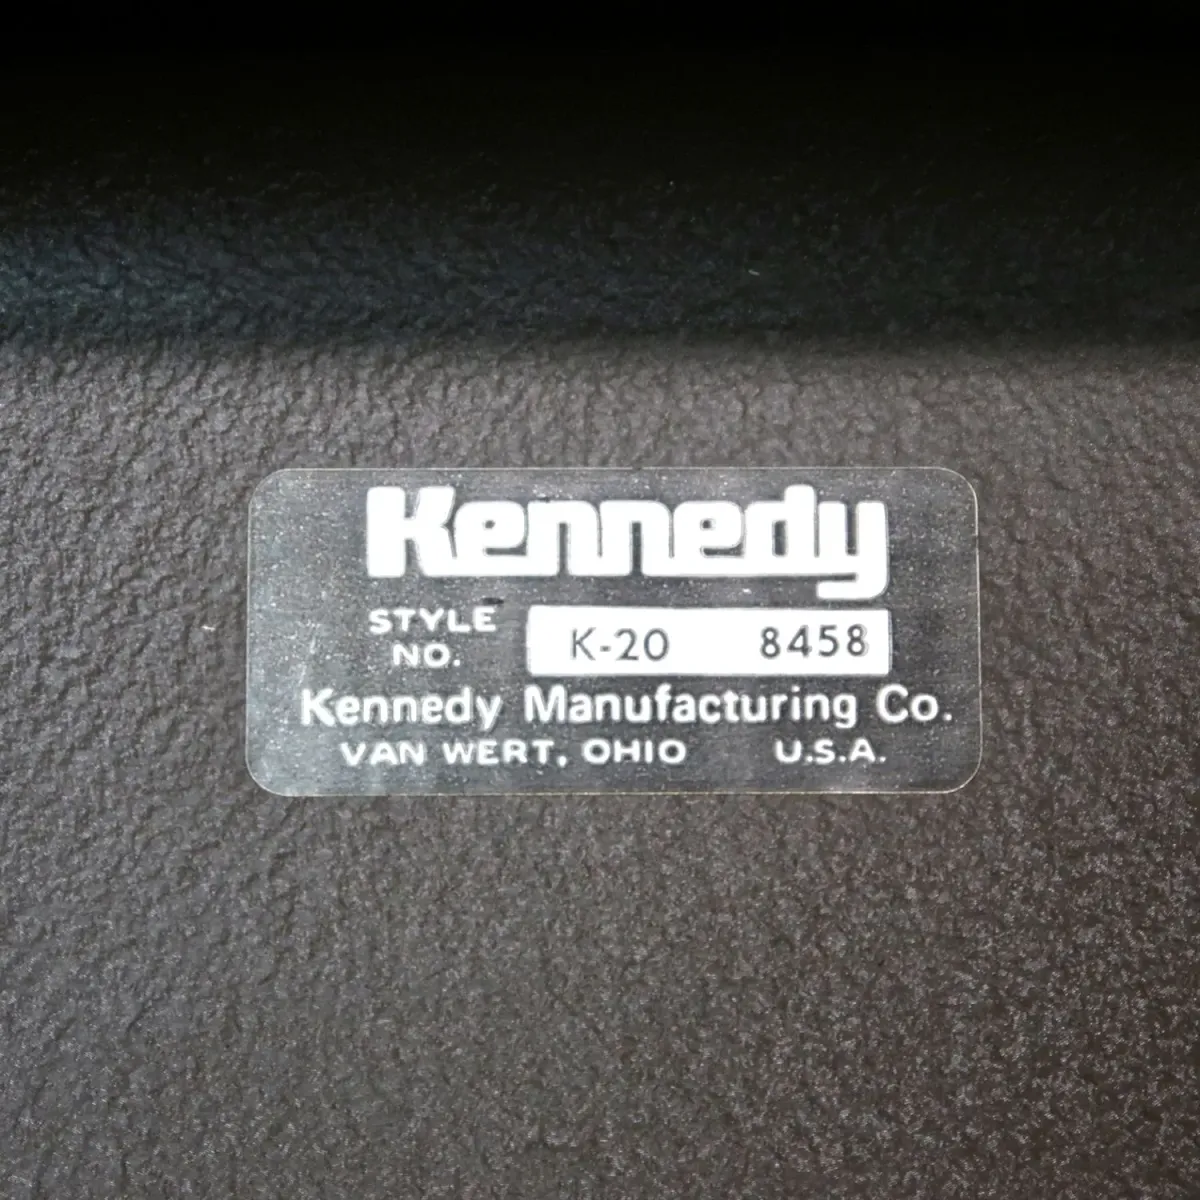 Kennedy
STYLE NO. K-20 8458
Kennedy Manufacturing Co.
VAN WERT, OHIO U.S.A.